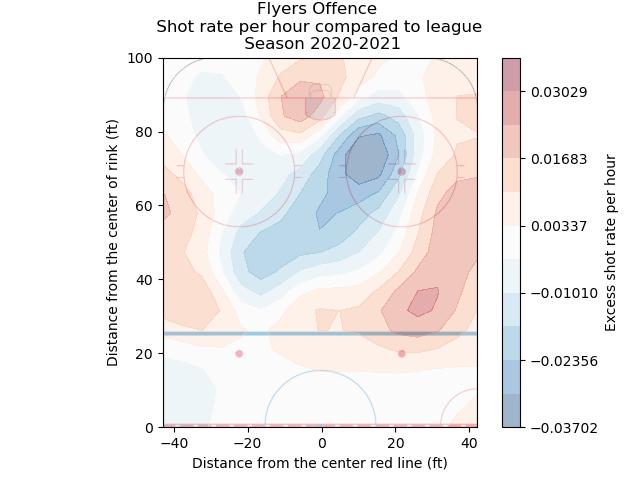 Flyers Offence
Shot rate per hour compared to league
Season 2020-2021
100
80
60
40
20
0
Distance from the center of rink (ft)
−40
−20
0
20
40
Distance from the center red line (ft)
0.03029
0.01683
0.00337
−0.01010
−0.02356
−0.03702
Excess shot rate per hour